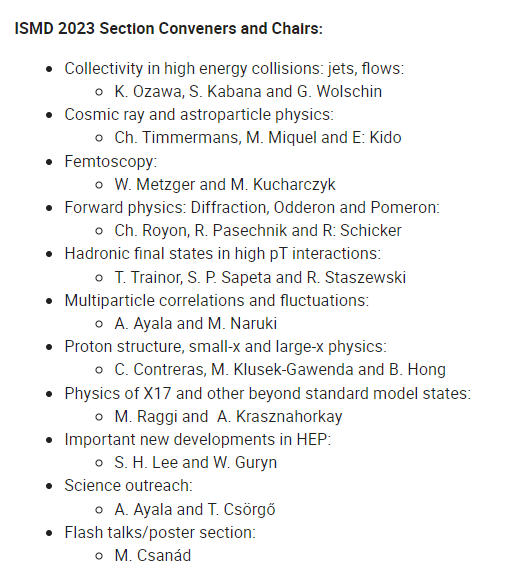 ISMD 2023 Section Conveners and Chairs:
Collectivity in high energy collisions: jets, flows:
K. Ozawa, S. Kabana and G. Wolschin
Cosmic ray and astroparticle physics:
Ch. Timmermans, M. Miquel and E: Kido
Femtoscopy:
W. Metzger and M. Kucharczyk
Forward physics: Diffraction, Odderon and Pomeron:
Ch. Royon, R. Pasechnik and R: Schicker
Hadronic final states in high pT interactions:
T. Trainor, S. P. Sapeta and R. Staszewski
Multiparticle correlations and fluctuations:
A. Ayala and M. Naruki
Proton structure, small-x and large-x physics:
C. Contreras, M. Klusek-Gawenda and B. Hong
Physics of X17 and other beyond standard model states:
M. Raggi and  A. Krasznahorkay
Important new developments in HEP:
S. H. Lee and W. Guryn
Science outreach:
A. Ayala and T. Csörgő
Flash talks/poster section:
M. Csanád